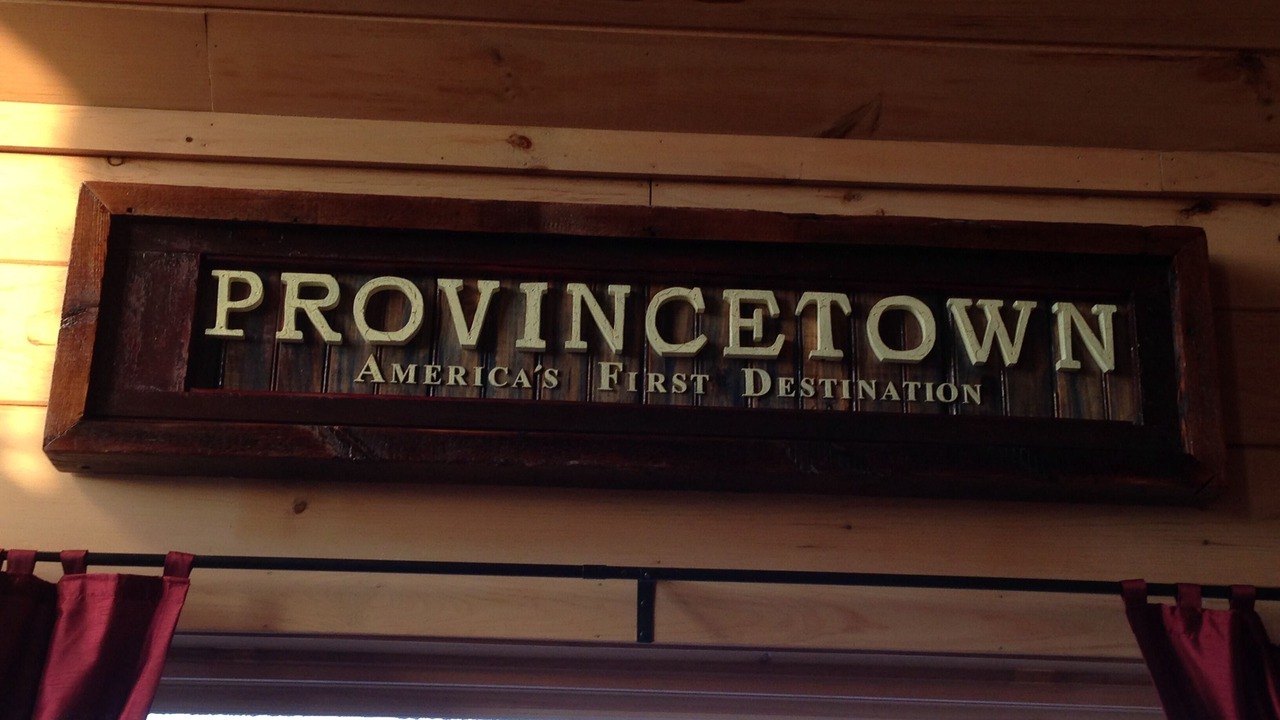 PROVINCETOWN
AMERICA'S FIRST DESTINATION